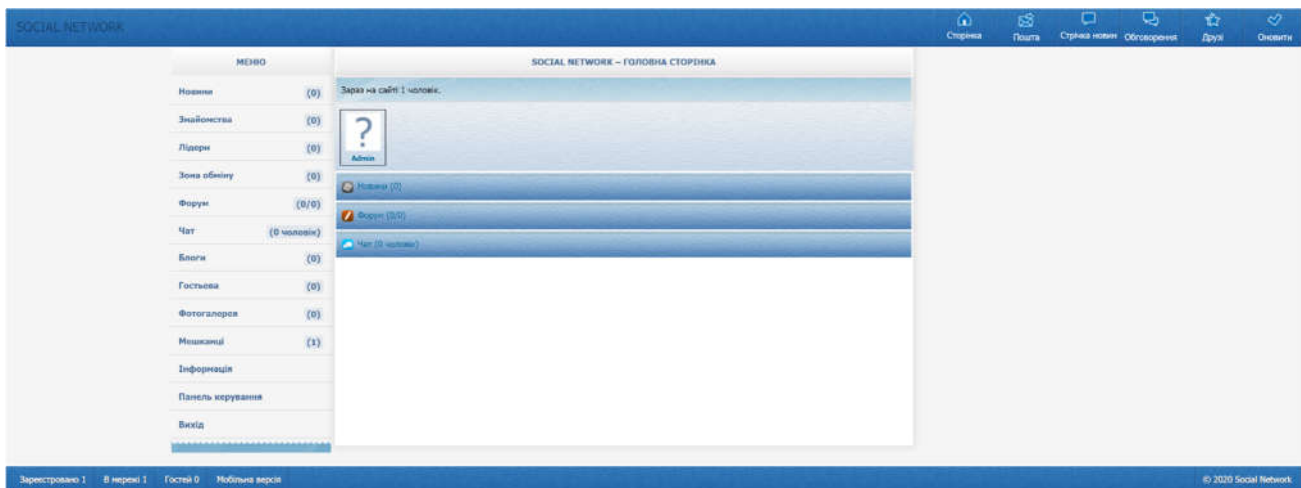 SOCIAL NETWORK
Сторінка Пошта Стрічка новин Обговорення Друзі Оновити
МЕНЮ
Новини (0)
Знайомства (0)
Лідери (0)
Зона обміну (0)
Форум (0/0)
Чат (0 чоловік)
Блоги (0)
Гостьова (0)
Фотогалерея (0)
Мешканці (1)
Інформація
Панель керування
Вихід
SOCIAL NETWORK – ГОЛОВНА СТОРІНКА
Зараз на сайті 1 чоловік.
?
Admin
Новини (0)
Форум (0/0)
Чат (0 чоловік)
Зареєстровано 1 В мережі 1 Гостей 0 Мобільна версія
© 2020 Social Network